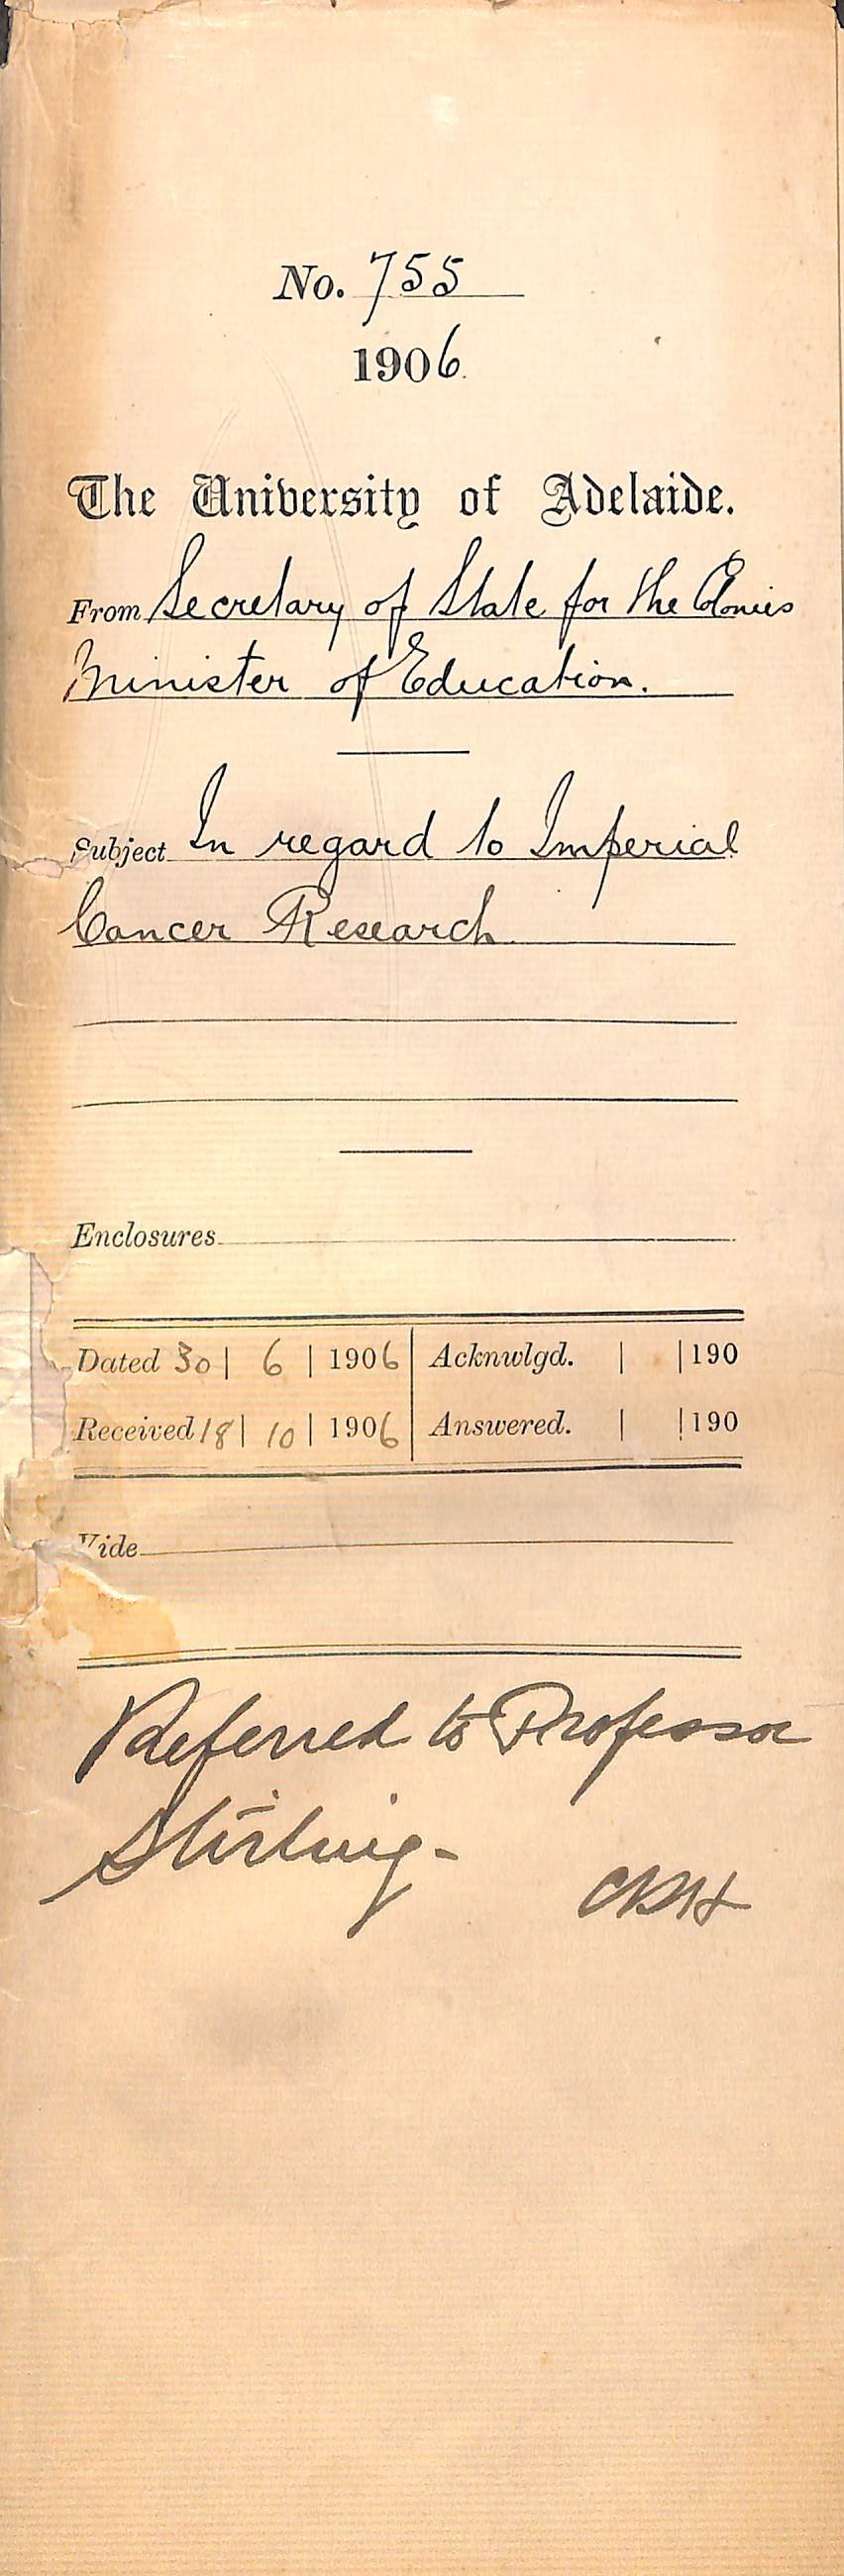 No. 755
1906
The University of Adelaide.
From Secretary of State for the Colonies
Minister of Education.
Subject In regard to Imperial
Cancer Research
Enclosures
Dated 30 | 6 | 1906 | Acknwlgd. | | 190
Received 18 | 10 | 1906 | Answered. | | 190
Vide
Referred to Professor
Stirling -
CRH